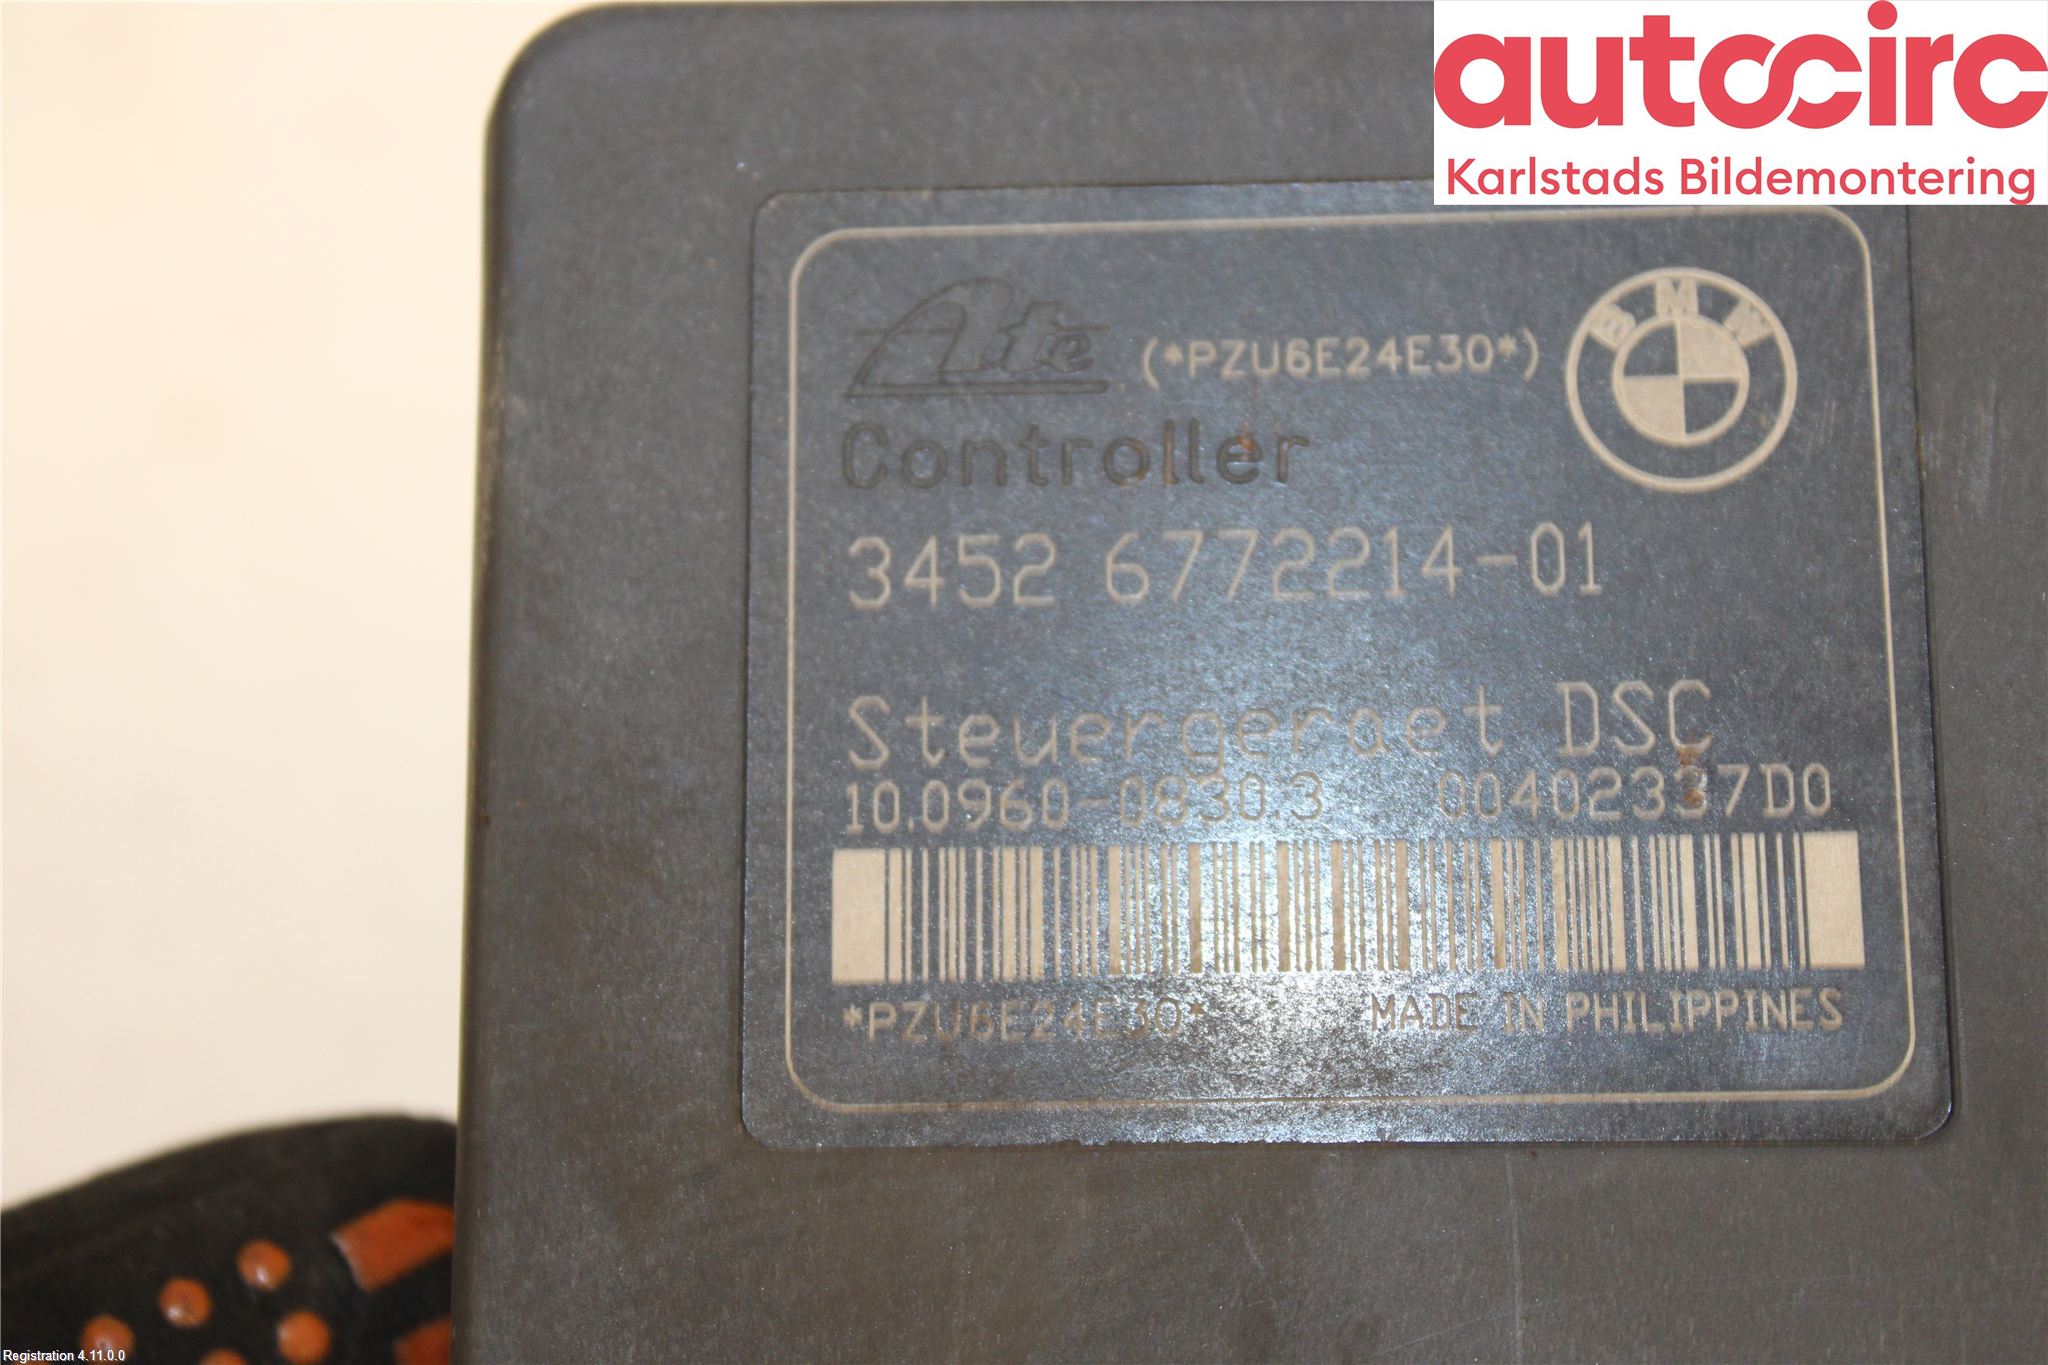 autocirc
Karlstads Bildemontering
Ate (*PZU6E24E30*)
BMW
Controller
3452 6772214-01
Steuergeraet DSC
10.0960-0830.3 00402337D0
*PZU6E24E30* MADE IN PHILIPPINES
Registration 4.11.0.0